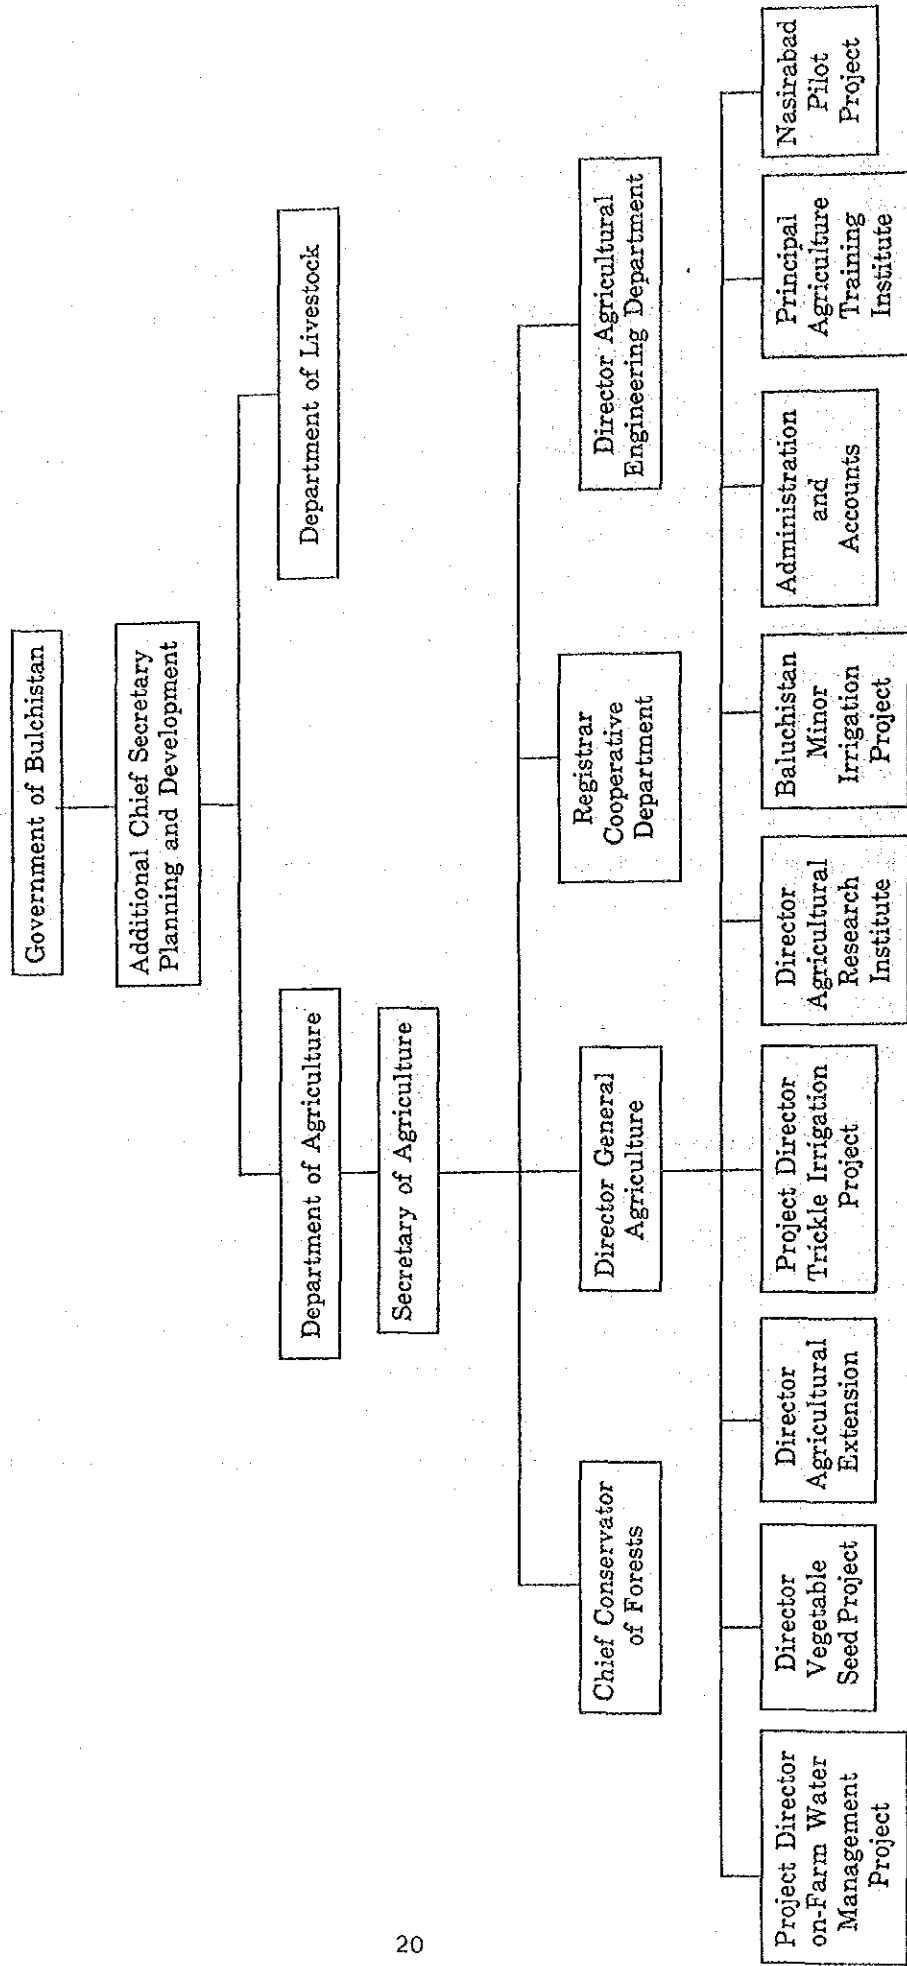 Government of Bulchistan
Additional Chief Secretary
Planning and Development
Department of Agriculture
Department of Livestock
Secretary of Agriculture
Chief Conservator
of Forests
Director General
Agriculture
Registrar
Cooperative
Department
Director Agricultural
Engineering Department
Project Director
on-Farm Water
Management
Project
Director
Vegetable
Seed Project
Director
Agricultural
Extension
Project Director
Trickle Irrigation
Project
Director
Agricultural
Research
Institute
Baluchistan
Minor
Irrigation
Project
Administration
and
Accounts
Principal
Agriculture
Training
Institute
Nasirabad
Pilot
Project
20